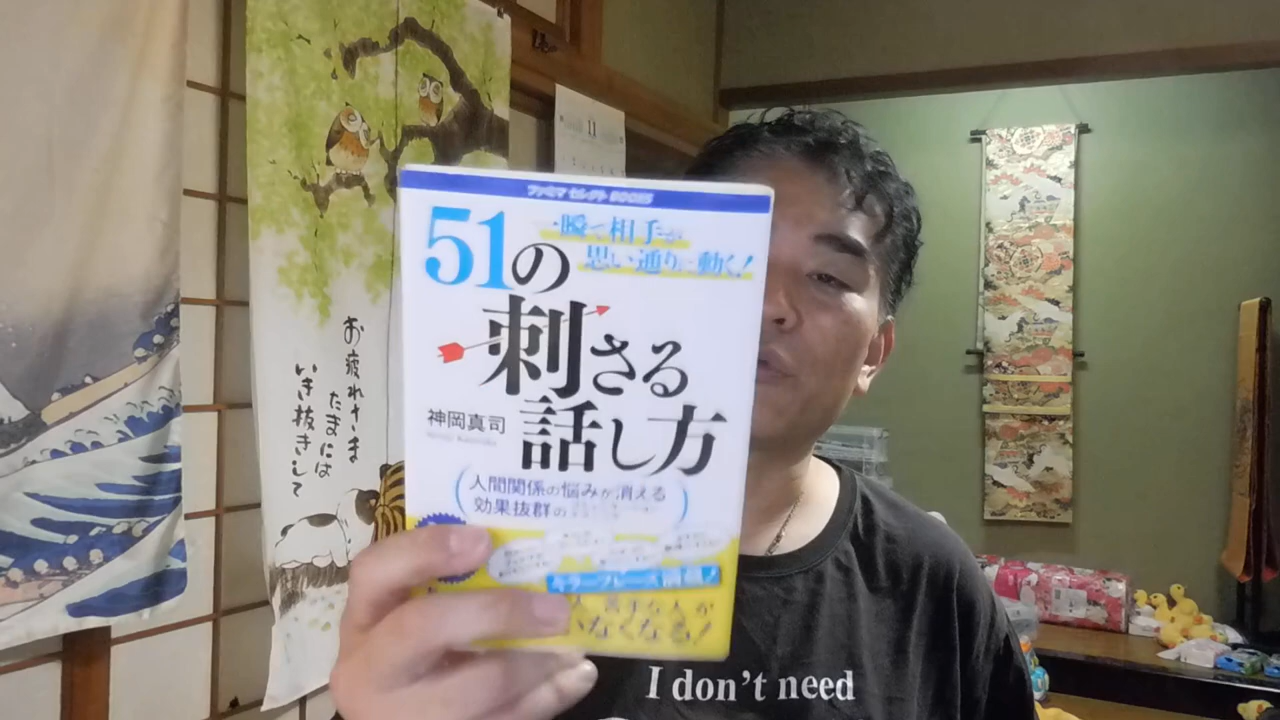 ファミマ セレクト BOOKS
一瞬で相手が
思い通りに動く!
51の
刺さる
話し方
神岡真司
人間関係の悩みが消える
効果抜群の
キラーフレーズ満載!
お疲れさま
たまには
いき抜きして
11
I don't need